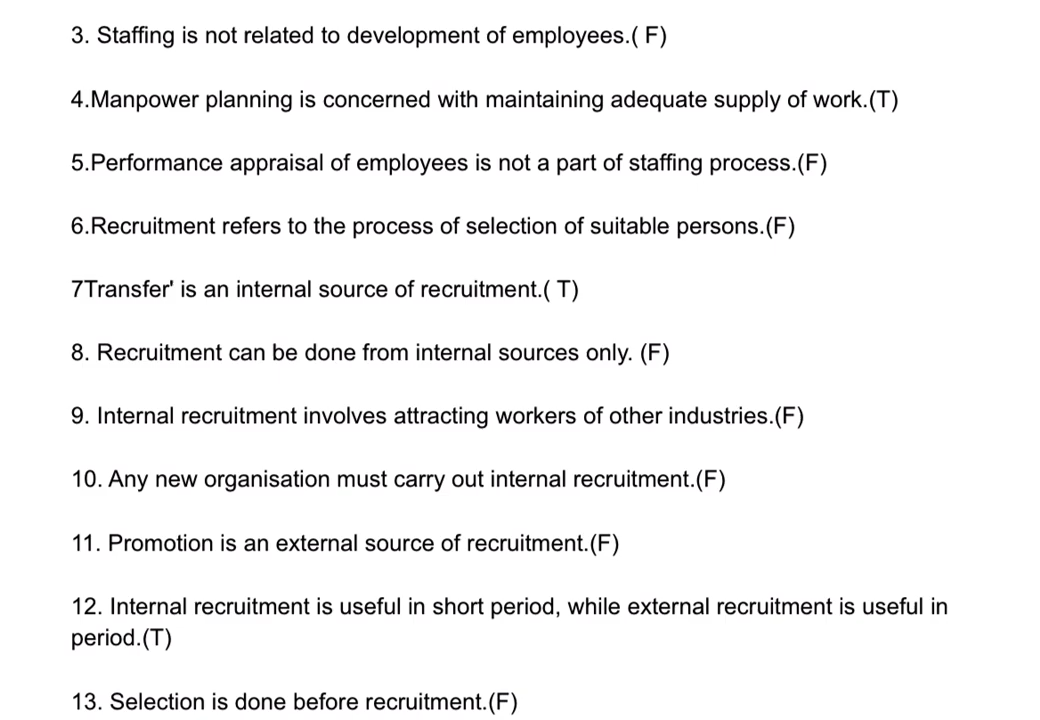 3. Staffing is not related to development of employees.( F)
4.Manpower planning is concerned with maintaining adequate supply of work.(T)
5.Performance appraisal of employees is not a part of staffing process.(F)
6.Recruitment refers to the process of selection of suitable persons.(F)
7Transfer' is an internal source of recruitment.( T)
8. Recruitment can be done from internal sources only. (F)
9. Internal recruitment involves attracting workers of other industries.(F)
10. Any new organisation must carry out internal recruitment.(F)
11. Promotion is an external source of recruitment.(F)
12. Internal recruitment is useful in short period, while external recruitment is useful in
period.(T)
13. Selection is done before recruitment.(F)